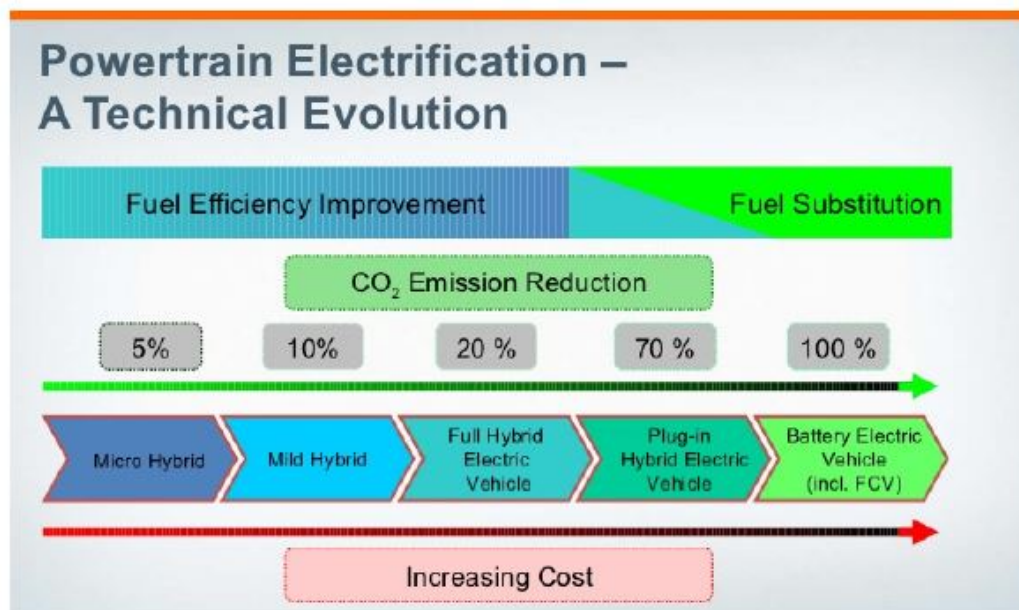 Powertrain Electrification –
A Technical Evolution
Fuel Efficiency Improvement
Fuel Substitution
CO₂ Emission Reduction
5%
10%
20 %
70 %
100 %
Micro Hybrid
Mild Hybrid
Full Hybrid
Electric
Vehicle
Plug-in
Hybrid Electric
Vehicle
Battery Electric
Vehicle
(incl. FCV)
Increasing Cost